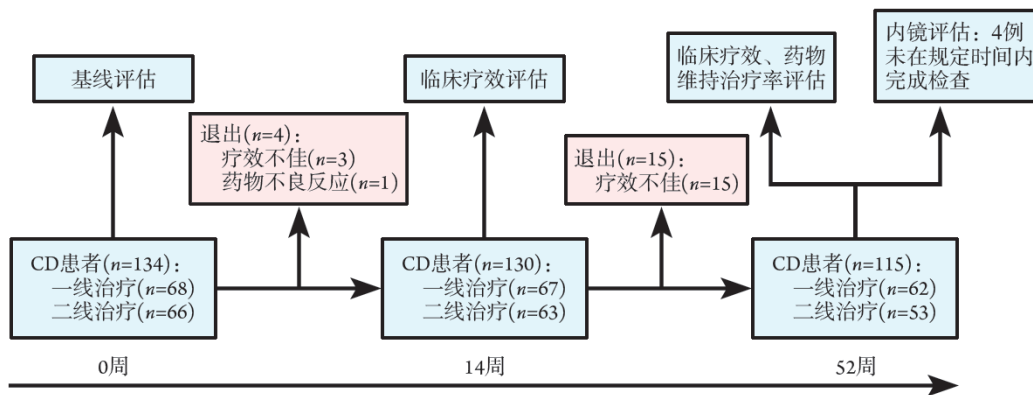 基线评估
临床疗效评估
临床疗效、药物
维持治疗率评估
内镜评估：4例
未在规定时间内
完成检查
退出(n=4)：
疗效不佳(n=3)
药物不良反应(n=1)
退出(n=15)：
疗效不佳(n=15)
CD患者(n=134)：
一线治疗(n=68)
二线治疗(n=66)
CD患者(n=130)：
一线治疗(n=67)
二线治疗(n=63)
CD患者(n=115)：
一线治疗(n=62)
二线治疗(n=53)
0周
14周
52周